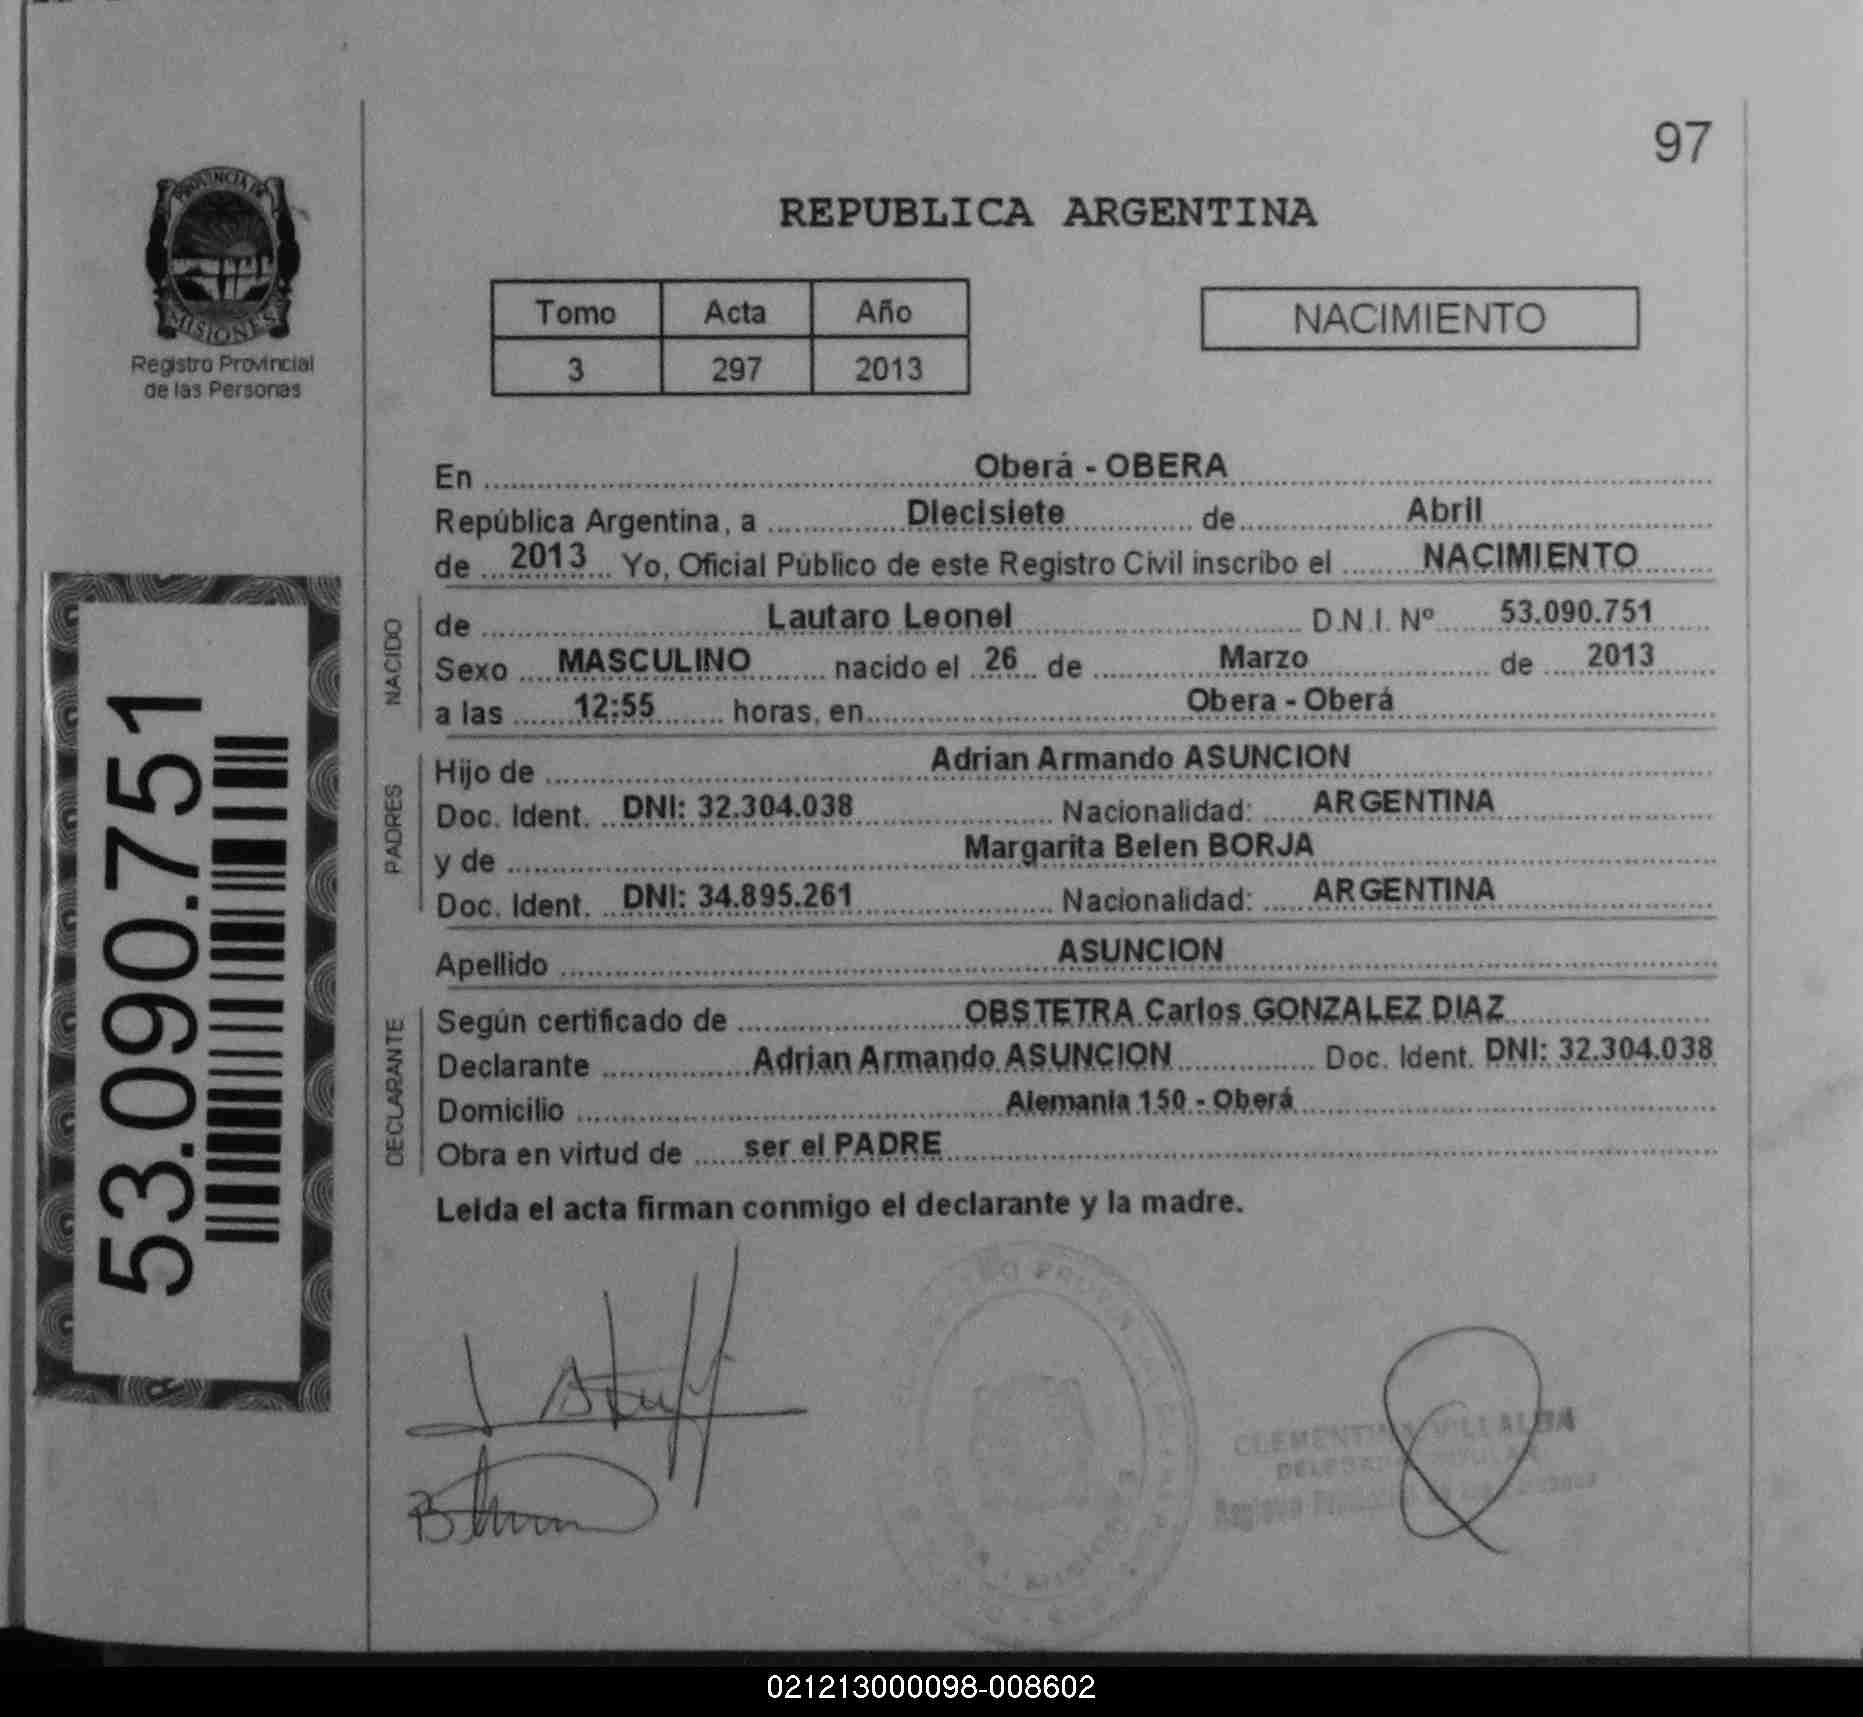 97
PROVINCIA DE
MISIONES
Registro Provincial
de las Personas
REPUBLICA ARGENTINA
Tomo Acta Año
3 297 2013
NACIMIENTO
En Oberá - OBERA
República Argentina, a Diecisiete de Abril
de 2013 Yo, Oficial Público de este Registro Civil inscribo el NACIMIENTO
NACIDO
de Lautaro Leonel D.N.I. Nº 53.090.751
Sexo MASCULINO nacido el 26 de Marzo de 2013
a las 12:55 horas, en Obera - Oberá
PADRES
Hijo de Adrian Armando ASUNCION
Doc. Ident. DNI: 32.304.038 Nacionalidad: ARGENTINA
y de Margarita Belen BORJA
Doc. Ident. DNI: 34.895.261 Nacionalidad: ARGENTINA
Apellido ASUNCION
DECLARANTE
Según certificado de OBSTETRA Carlos GONZALEZ DIAZ
Declarante Adrian Armando ASUNCION Doc. Ident. DNI: 32.304.038
Domicilio Alemania 150 - Oberá
Obra en virtud de ser el PADRE
Leida el acta firman conmigo el declarante y la madre.
53.090.751
VILLALBA
021213000098-008602